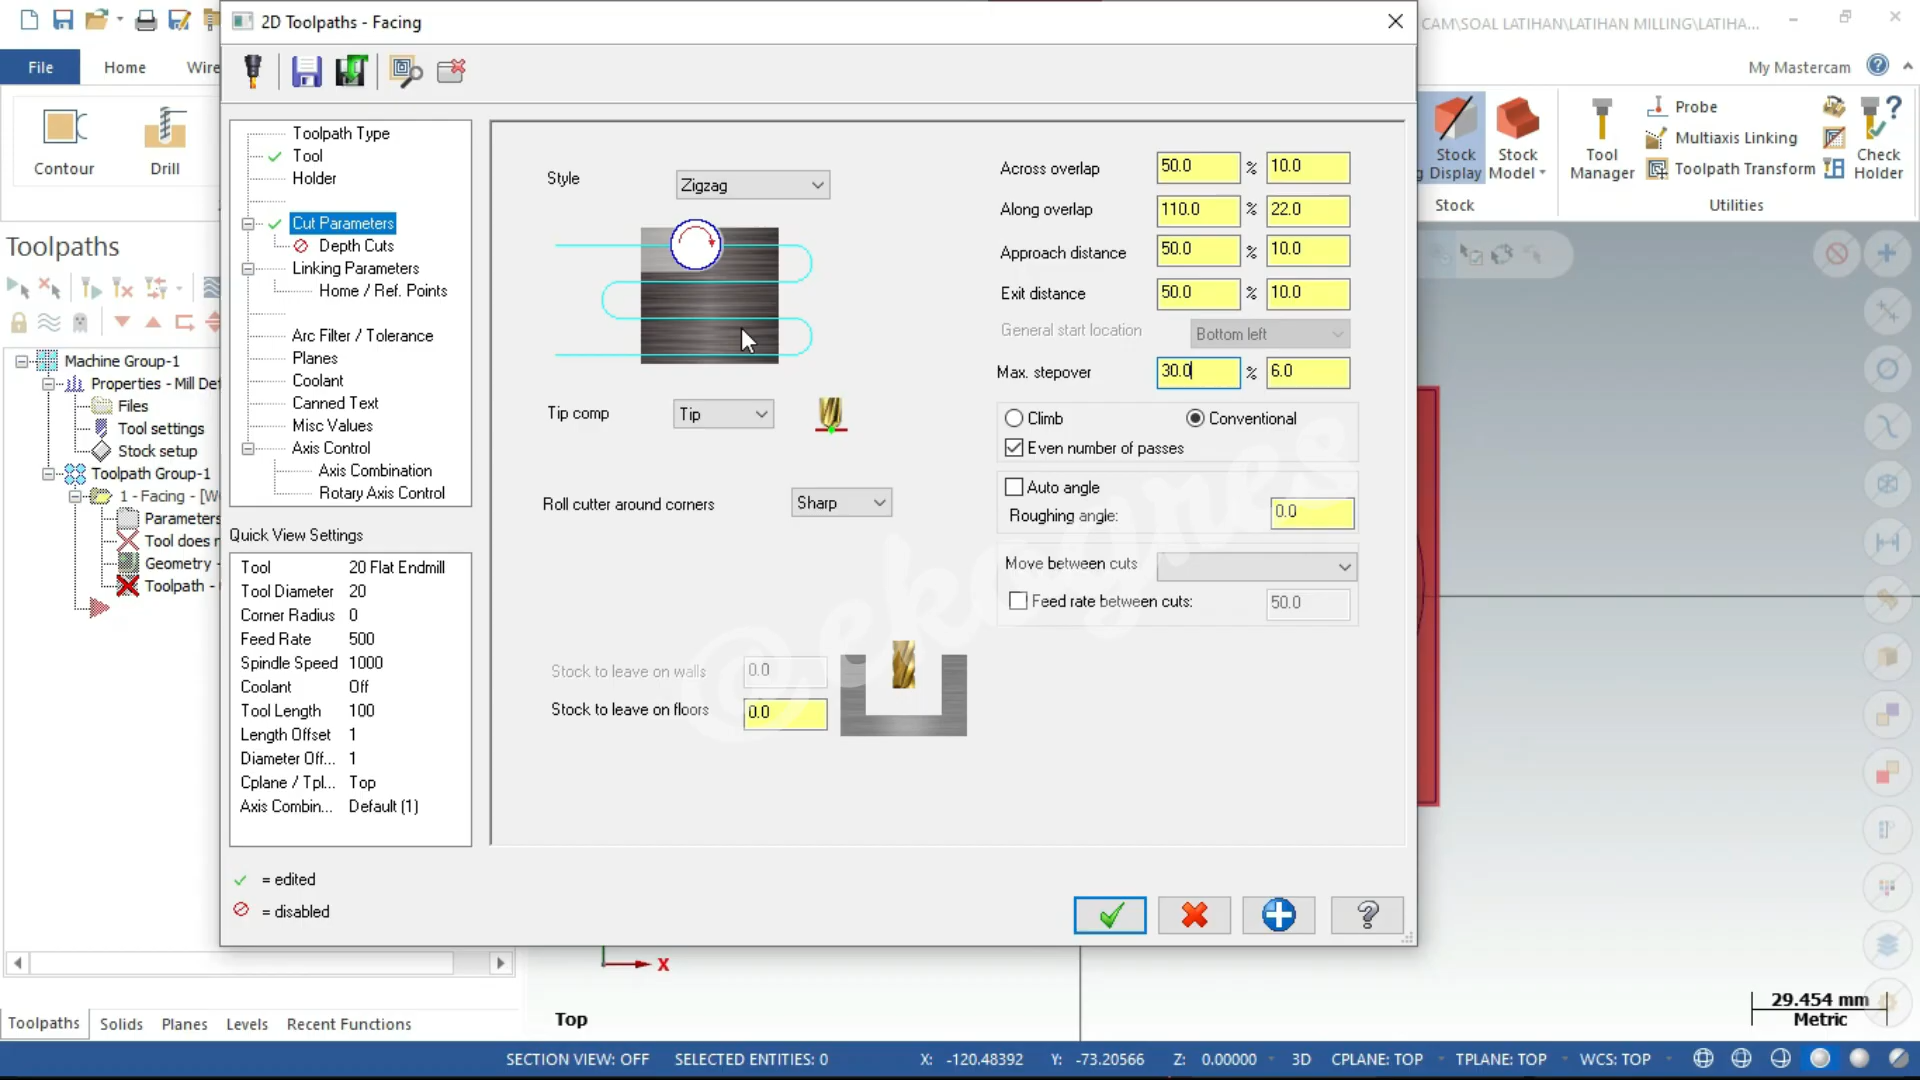 2D Toolpaths - Facing
CAM\SOAL LATIHAN\LATIHAN MILLING\LATIHA...
File
Home
Wire
My Mastercam
Contour
Drill
Stock
Display
Stock
Model
Tool
Manager
Probe
Multiaxis Linking
Toolpath Transform
Check
Holder
Stock
Utilities
Toolpaths
Machine Group-1
Properties - Mill De
Files
Tool settings
Stock setup
Toolpath Group-1
1 - Facing - [W
Parameters
Tool does
Geometry -
Toolpath -
Toolpath Type
Tool
Holder
Cut Parameters
Depth Cuts
Linking Parameters
Home / Ref. Points
Arc Filter / Tolerance
Planes
Coolant
Canned Text
Misc Values
Axis Control
Axis Combination
Rotary Axis Control
Quick View Settings
Tool 20 Flat Endmill
Tool Diameter 20
Corner Radius 0
Feed Rate 500
Spindle Speed 1000
Coolant Off
Tool Length 100
Length Offset 1
Diameter Off... 1
Cplane / Tpl... Top
Axis Combin... Default (1)
= edited
= disabled
Style Zigzag
Tip comp Tip
Roll cutter around corners Sharp
Stock to leave on walls 0.0
Stock to leave on floors 0.0
Across overlap 50.0 % 10.0
Along overlap 110.0 % 22.0
Approach distance 50.0 % 10.0
Exit distance 50.0 % 10.0
General start location Bottom left
Max. stepover 30.0 % 6.0
Climb Conventional
Even number of passes
Auto angle
Roughing angle: 0.0
Move between cuts
Feed rate between cuts: 50.0
@ekoagnes
X
Top
29.454 mm
Metric
Toolpaths Solids Planes Levels Recent Functions
SECTION VIEW: OFF SELECTED ENTITIES: 0 X: -120.48392 Y: -73.20566 Z: 0.00000 3D CPLANE: TOP TPLANE: TOP WCS: TOP